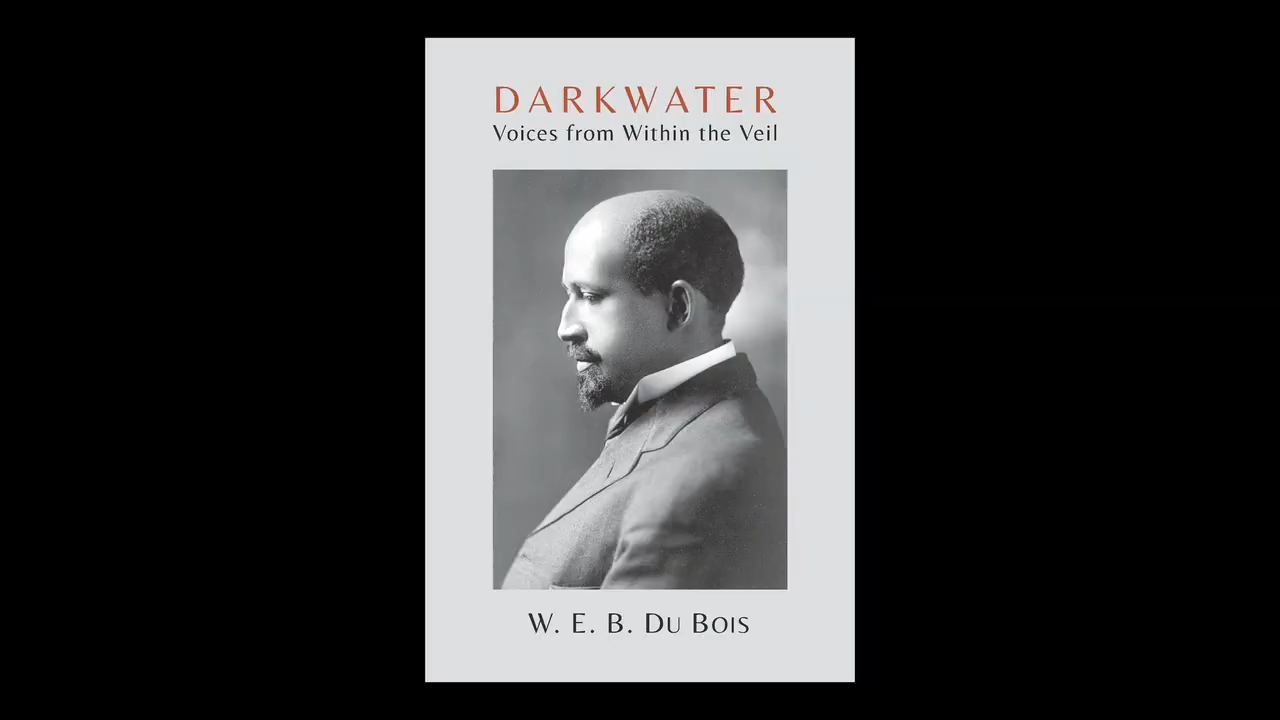 DARKWATER
Voices from Within the Veil
W. E. B. Du Bois